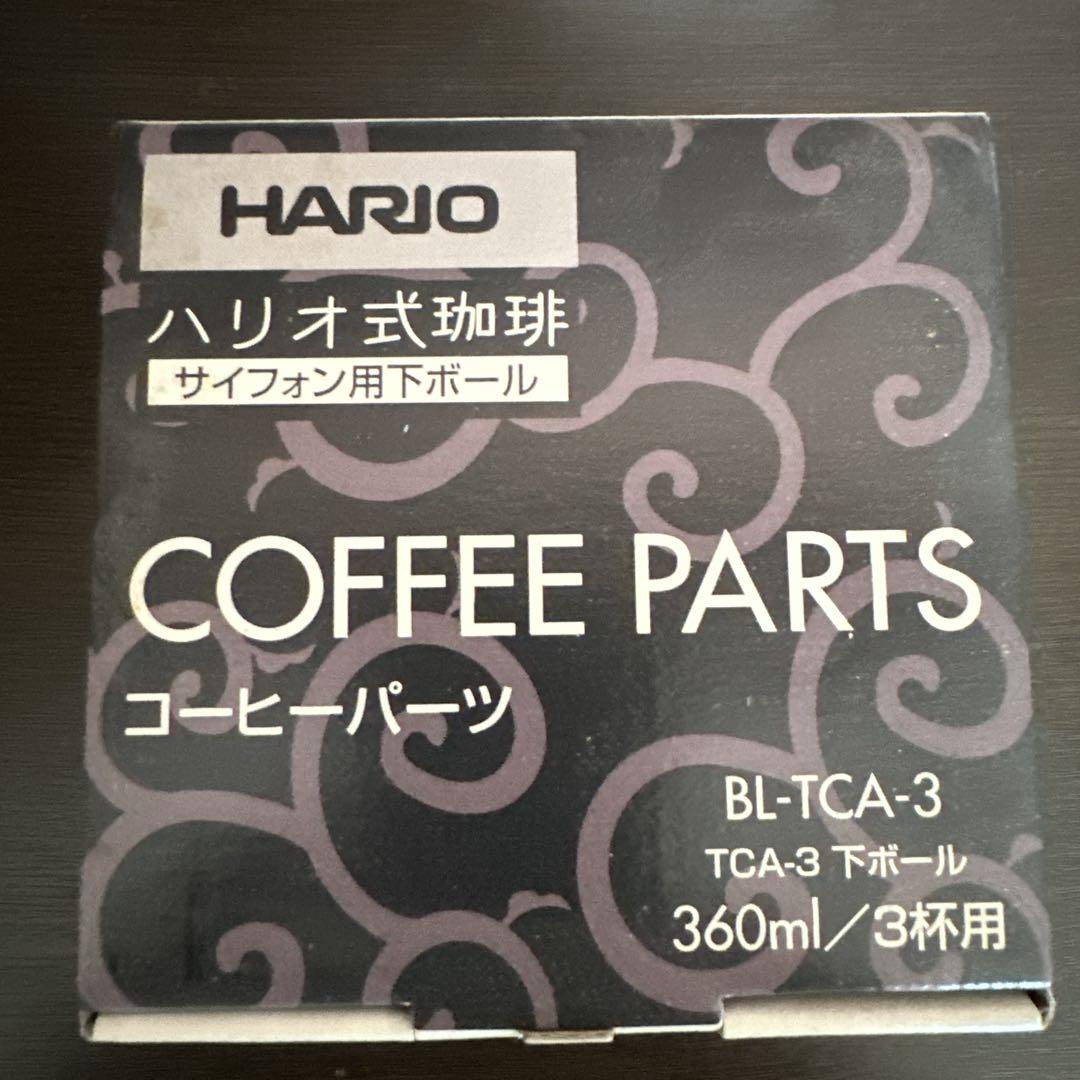 HARIO
ハリオ式珈琲
サイフォン用下ボール
COFFEE PARTS
コーヒーパーツ
BL-TCA-3
TCA-3 下ボール
360ml/3杯用